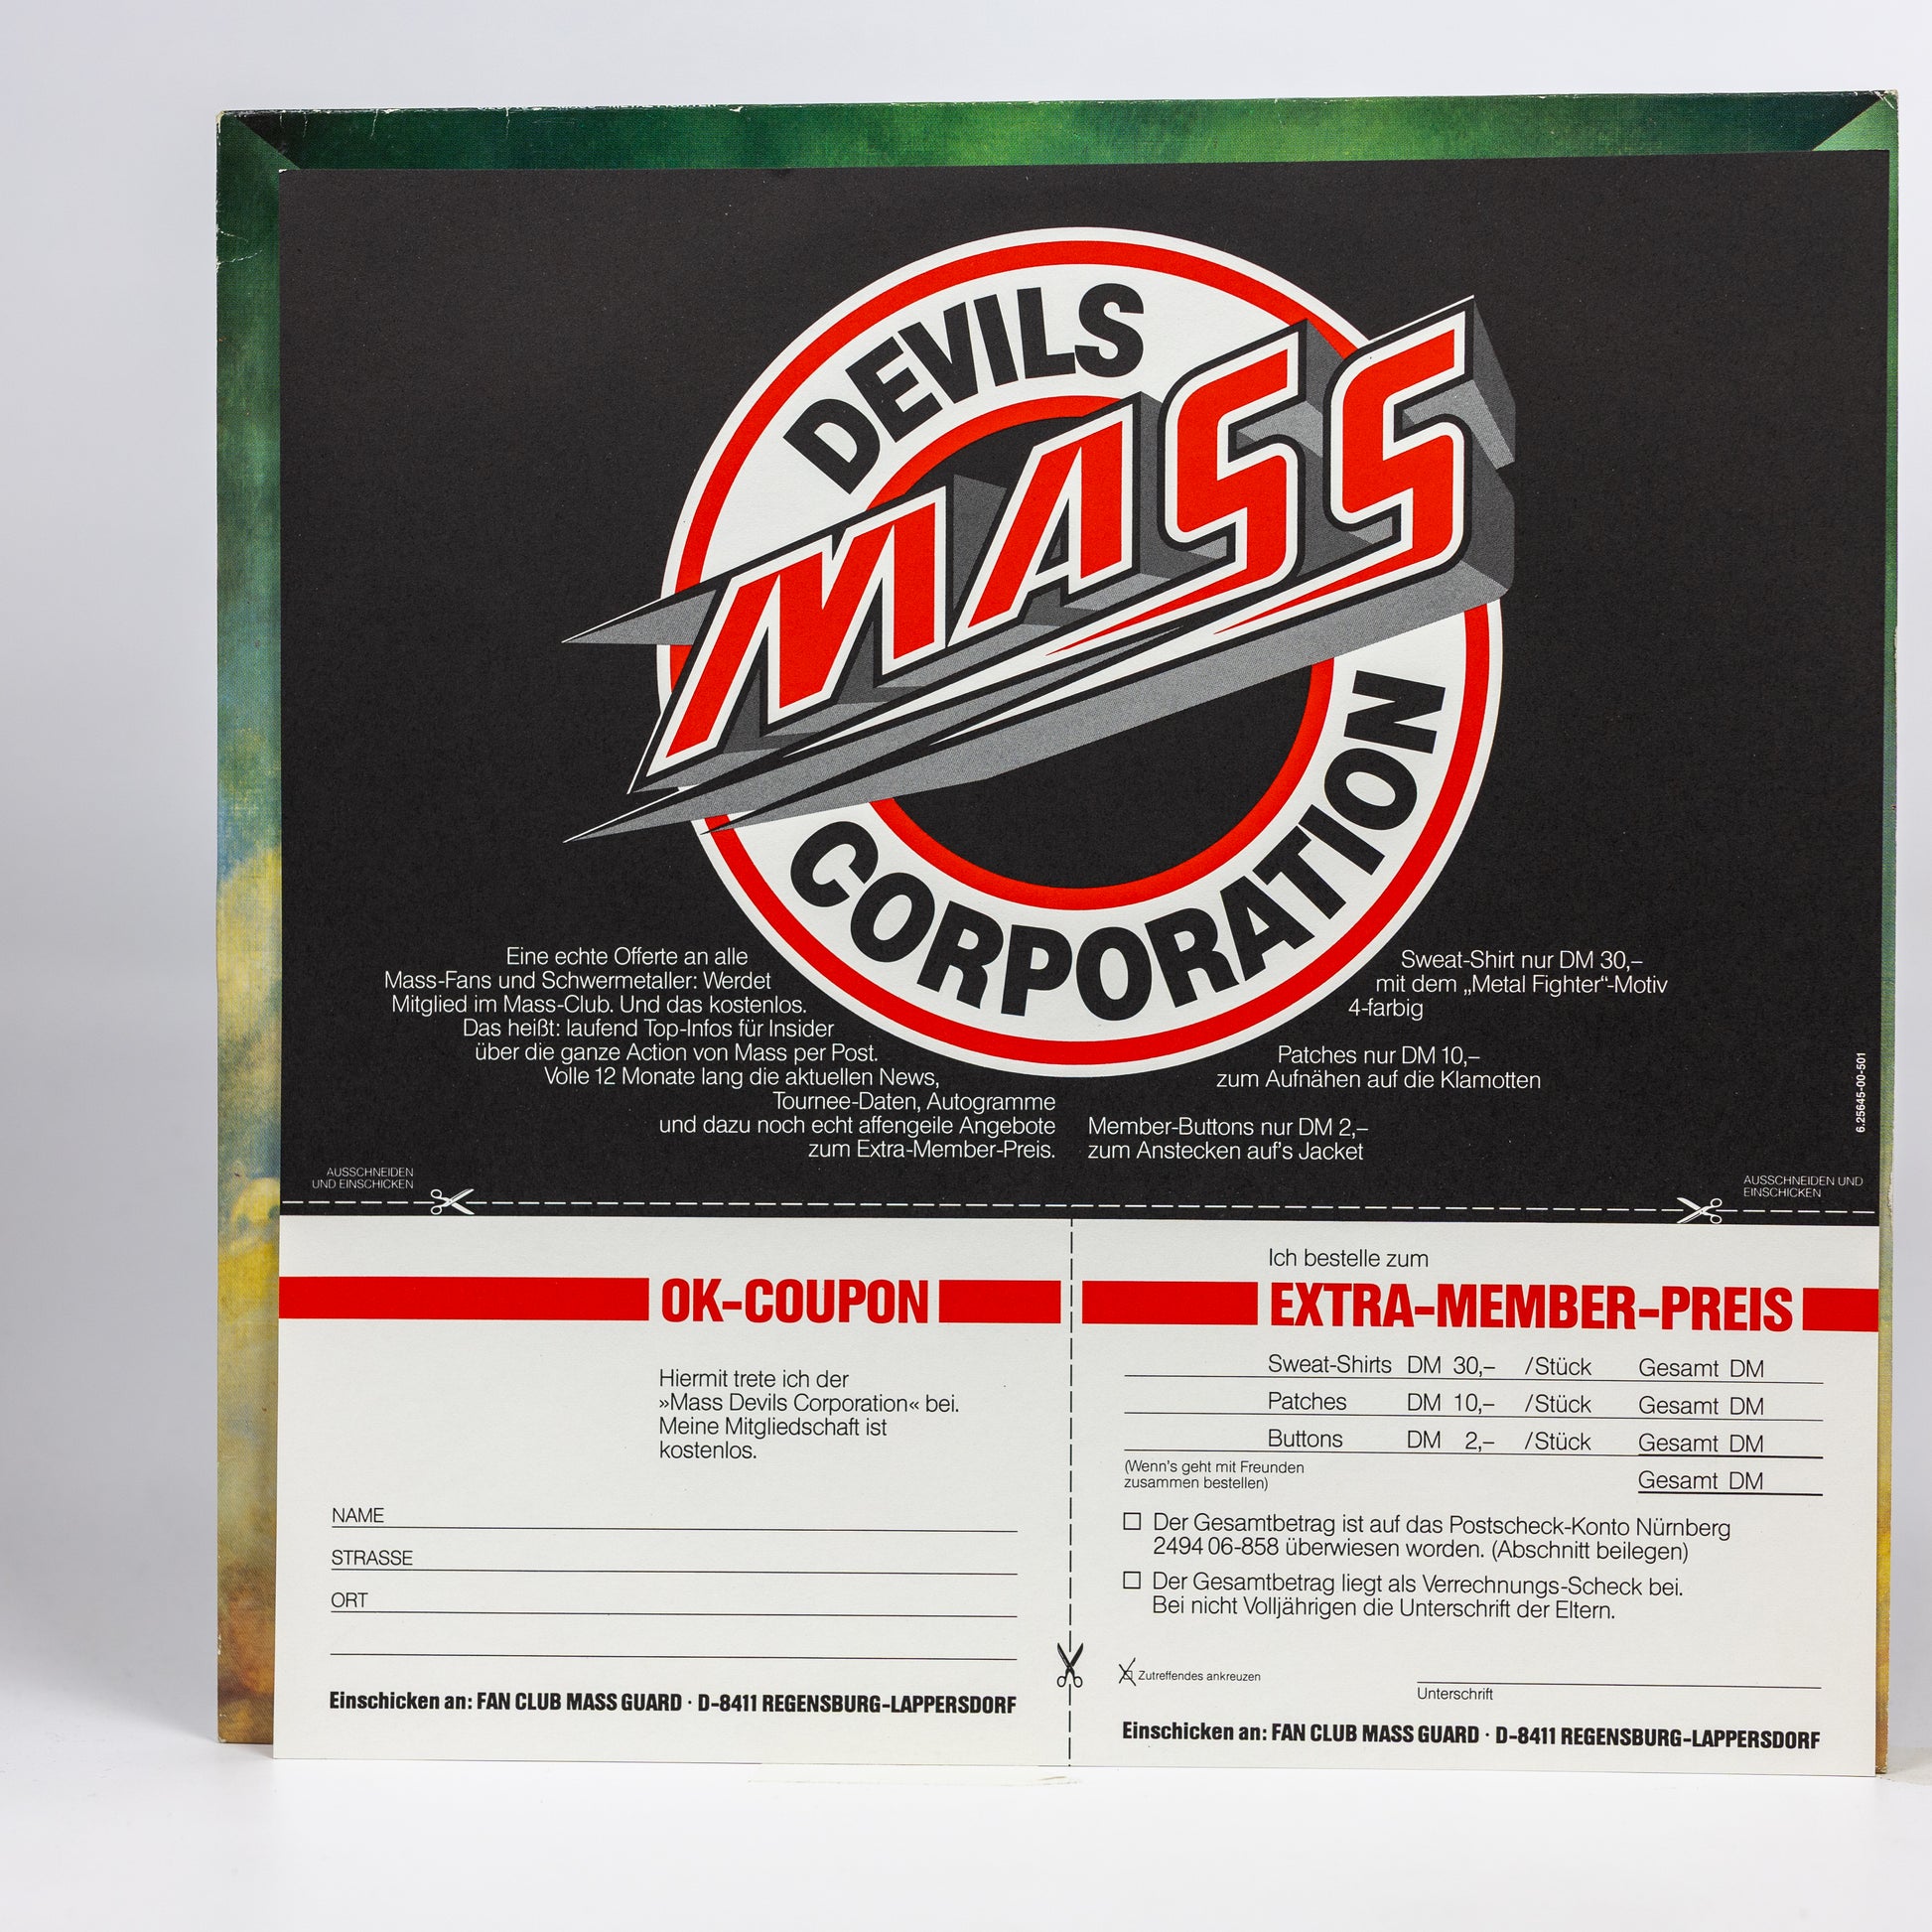 DEVILS
MASS
CORPORATION
Eine echte Offerte an alle
Mass-Fans und Schwermetaller: Werdet
Mitglied im Mass-Club. Und das kostenlos.
Das heißt: laufend Top-Infos für Insider
über die ganze Action von Mass per Post.
Volle 12 Monate lang die aktuellen News,
Tournee-Daten, Autogramme
und dazu noch echt affengeile Angebote
zum Extra-Member-Preis.
Sweat-Shirt nur DM 30,–
mit dem „Metal Fighter“-Motiv
4-farbig
Patches nur DM 10,–
zum Aufnähen auf die Klamotten
Member-Buttons nur DM 2,–
zum Anstecken auf's Jacket
6.25645-00-501
AUSSCHNEIDEN
UND EINSCHICKEN
AUSSCHNEIDEN UND
EINSCHICKEN
OK-COUPON
Hiermit trete ich der
»Mass Devils Corporation« bei.
Meine Mitgliedschaft ist
kostenlos.
NAME
STRASSE
ORT
Einschicken an: FAN CLUB MASS GUARD · D-8411 REGENSBURG-LAPPERSDORF
Ich bestelle zum
EXTRA-MEMBER-PREIS
Sweat-Shirts DM 30,– /Stück Gesamt DM
Patches DM 10,– /Stück Gesamt DM
Buttons DM 2,– /Stück Gesamt DM
(Wenn's geht mit Freunden
zusammen bestellen)
Gesamt DM
Der Gesamtbetrag ist auf das Postscheck-Konto Nürnberg
2494 06-858 überwiesen worden. (Abschnitt beilegen)
Der Gesamtbetrag liegt als Verrechnungs-Scheck bei.
Bei nicht Volljährigen die Unterschrift der Eltern.
Zutreffendes ankreuzen
Unterschrift
Einschicken an: FAN CLUB MASS GUARD · D-8411 REGENSBURG-LAPPERSDORF